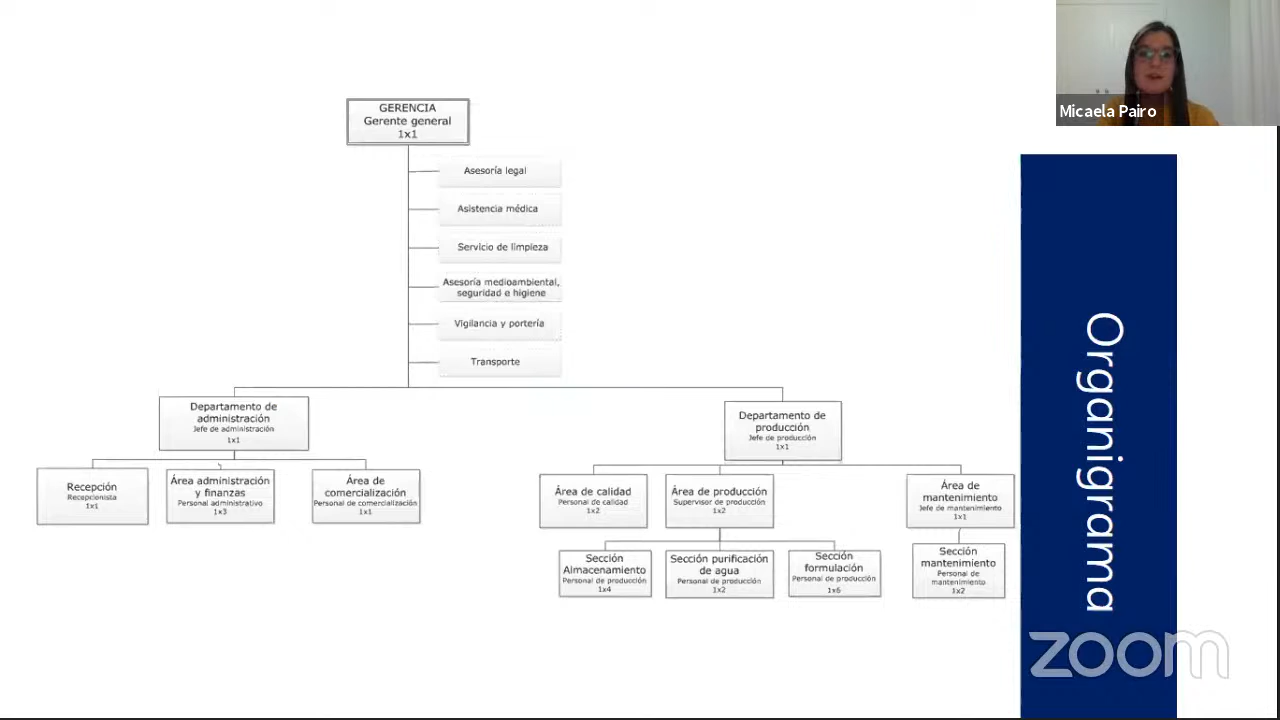 GERENCIA
Gerente general
1x1
Asesoría legal
Asistencia médica
Servicio de limpieza
Asesoría medioambiental,
seguridad e higiene
Vigilancia y portería
Transporte
Departamento de
administración
Jefe de administración
1x1
Departamento de
producción
Jefe de producción
1x1
Recepción
Recepcionista
1x1
Área administración
y finanzas
Personal administrativo
1x3
Área de
comercialización
Personal de comercialización
1x1
Área de calidad
Personal de calidad
1x2
Área de producción
Supervisor de producción
1x2
Área de
mantenimiento
Jefe de mantenimiento
1x1
Sección
Almacenamiento
Personal de producción
1x4
Sección purificación
de agua
Personal de producción
1x2
Sección
formulación
Personal de producción
1x6
Sección
mantenimiento
Personal de
mantenimiento
1x2
Micaela Pairo
Organigrama
zoom